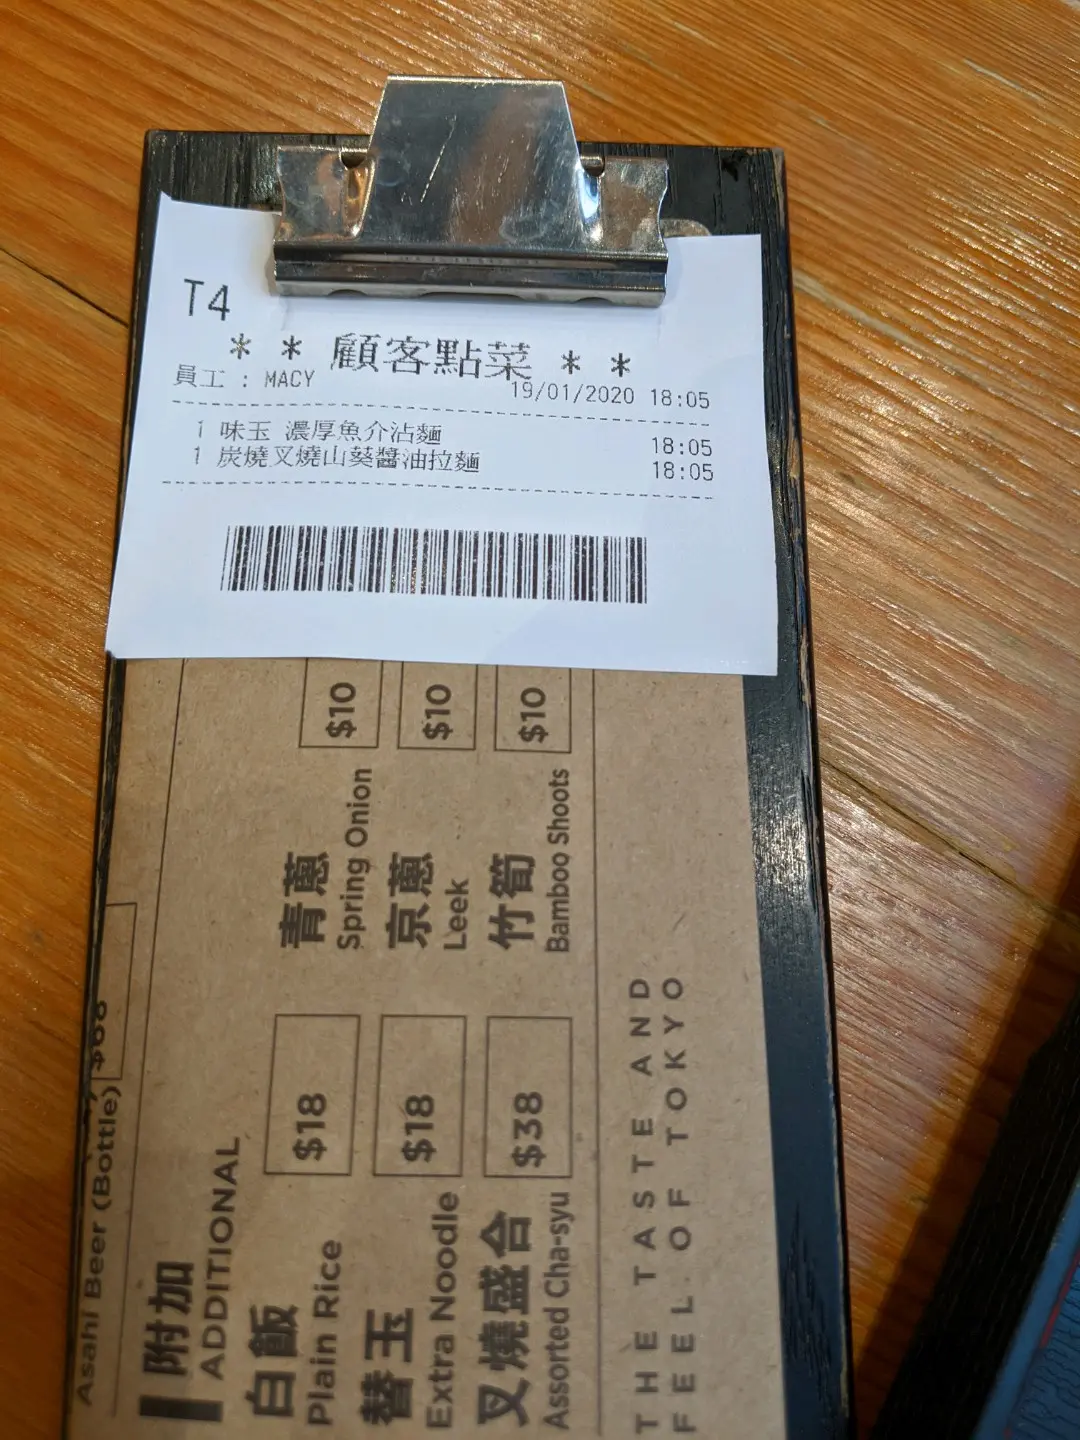 T4
* * 顧客點菜 * *
員工 : MACY 19/01/2020 18:05
1 味玉 濃厚魚介沾麵 18:05
1 炭燒叉燒山葵醬油拉麵 18:05
Asahi Beer (Bottle) $68
附加
ADDITIONAL
白飯 $18
Plain Rice
青蔥 $10
Spring Onion
替玉 $18
Extra Noodle
京蔥 $10
Leek
叉燒盛合 $38
Assorted Cha-syu
竹筍 $10
Bamboo Shoots
THE TASTE AND
FEEL OF TOKYO